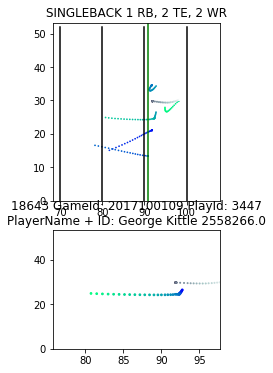 SINGLEBACK 1 RB, 2 TE, 2 WR
50
40
30
20
10
0
70 80 90 100
18643 GameId: 2017100109 PlayId: 3447
PlayerName + ID: George Kittle 2558266.0
40
20
0
80 85 90 95